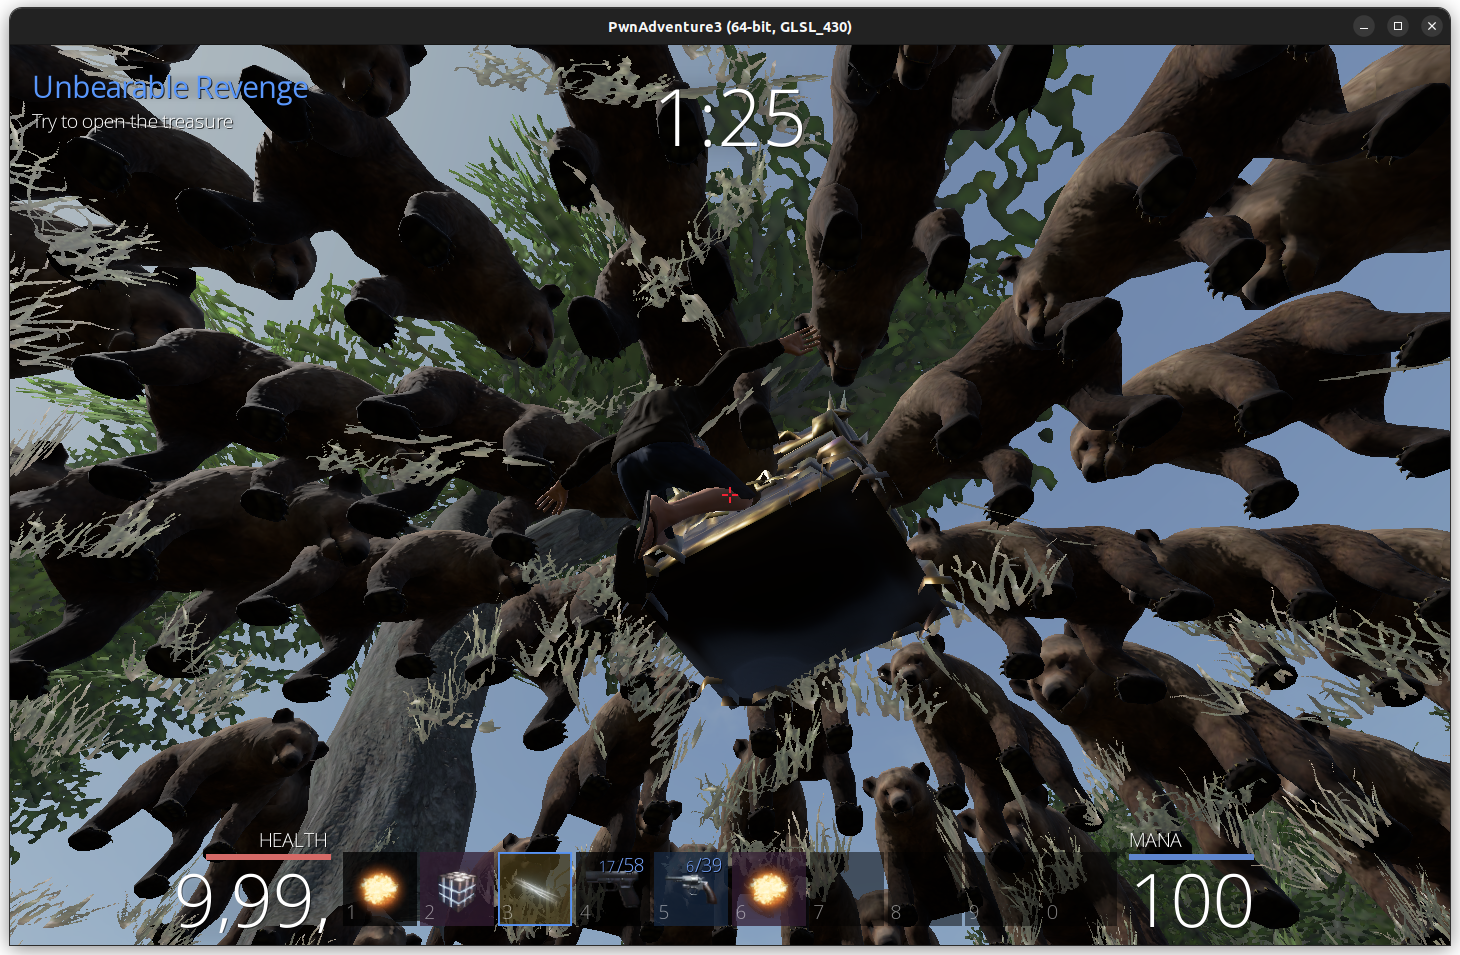 PwnAdventure3 (64-bit, GLSL_430)
Unbearable Revenge
Try to open the treasure
1:25
HEALTH
9,99,
17/58
6/39
1 2 3 4 5 6 7 8 9 0
MANA
100